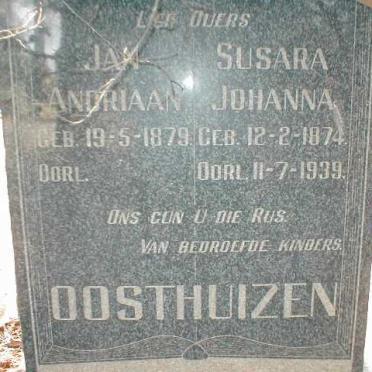 LIEF OUERS
JAN ANDRIAAN
GEB. 19-5-1879
OORL.
SUSARA JOHANNA
GEB. 12-2-1874
OORL. 11-7-1939.
ONS GUN U DIE RUS.
VAN BEDROEFDE KINDERS.
OOSTHUIZEN